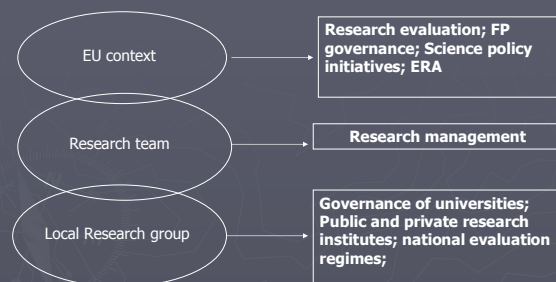 EU context
Research evaluation; FP
governance; Science policy
initiatives; ERA
Research team
Research management
Local Research group
Governance of universities;
Public and private research
institutes; national evaluation
regimes;